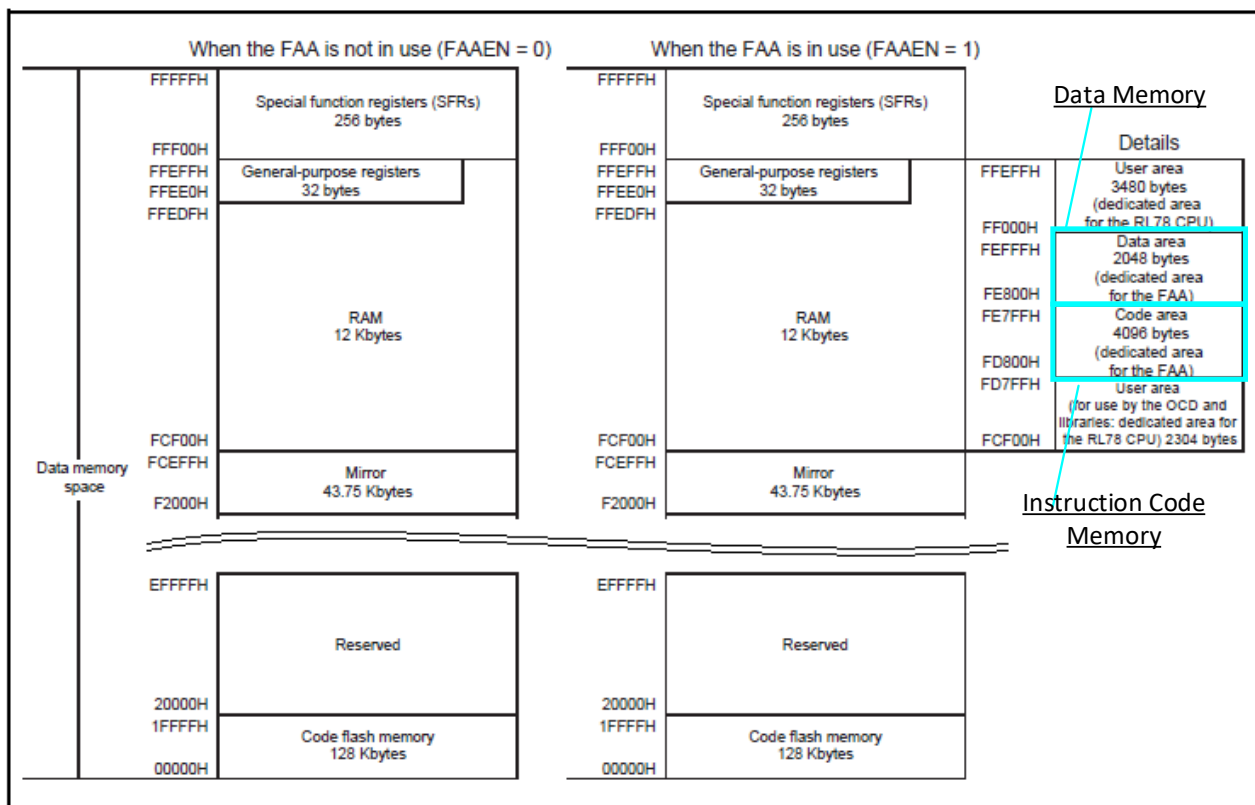 When the FAA is not in use (FAAEN = 0)
FFFFFH
Special function registers (SFRs)
256 bytes
FFF00H
FFEFFH
General-purpose registers
32 bytes
FFEE0H
FFEDFH
RAM
12 Kbytes
FCF00H
FCEFFH
Mirror
43.75 Kbytes
F2000H
Data memory
space
EFFFFH
Reserved
20000H
1FFFFH
Code flash memory
128 Kbytes
00000H
When the FAA is in use (FAAEN = 1)
FFFFFH
Special function registers (SFRs)
256 bytes
FFF00H
FFEFFH
General-purpose registers
32 bytes
FFEE0H
FFEDFH
RAM
12 Kbytes
FCF00H
FCEFFH
Mirror
43.75 Kbytes
F2000H
EFFFFH
Reserved
20000H
1FFFFH
Code flash memory
128 Kbytes
00000H
Data Memory
Details
FFEFFH
User area
3480 bytes
(dedicated area
for the RL78 CPU)
FF000H
FEFFFH
Data area
2048 bytes
(dedicated area
for the FAA)
FE800H
FE7FFH
Code area
4096 bytes
(dedicated area
for the FAA)
FD800H
FD7FFH
User area
(for use by the OCD and
libraries: dedicated area for
the RL78 CPU) 2304 bytes
FCF00H
Instruction Code
Memory